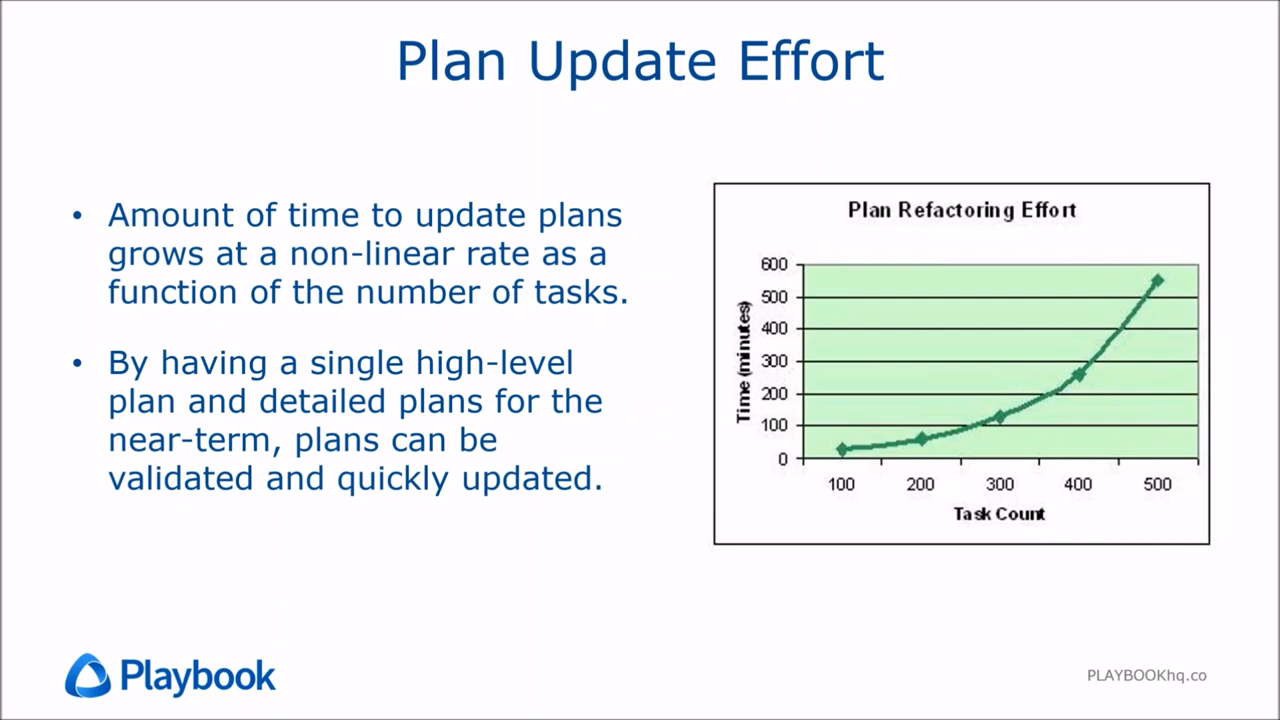 Plan Update Effort
• Amount of time to update plans
grows at a non-linear rate as a
function of the number of tasks.
• By having a single high-level
plan and detailed plans for the
near-term, plans can be
validated and quickly updated.
Plan Refactoring Effort
Time (minutes)
600
500
400
300
200
100
0
100 200 300 400 500
Task Count
Playbook
PLAYBOOKhq.co